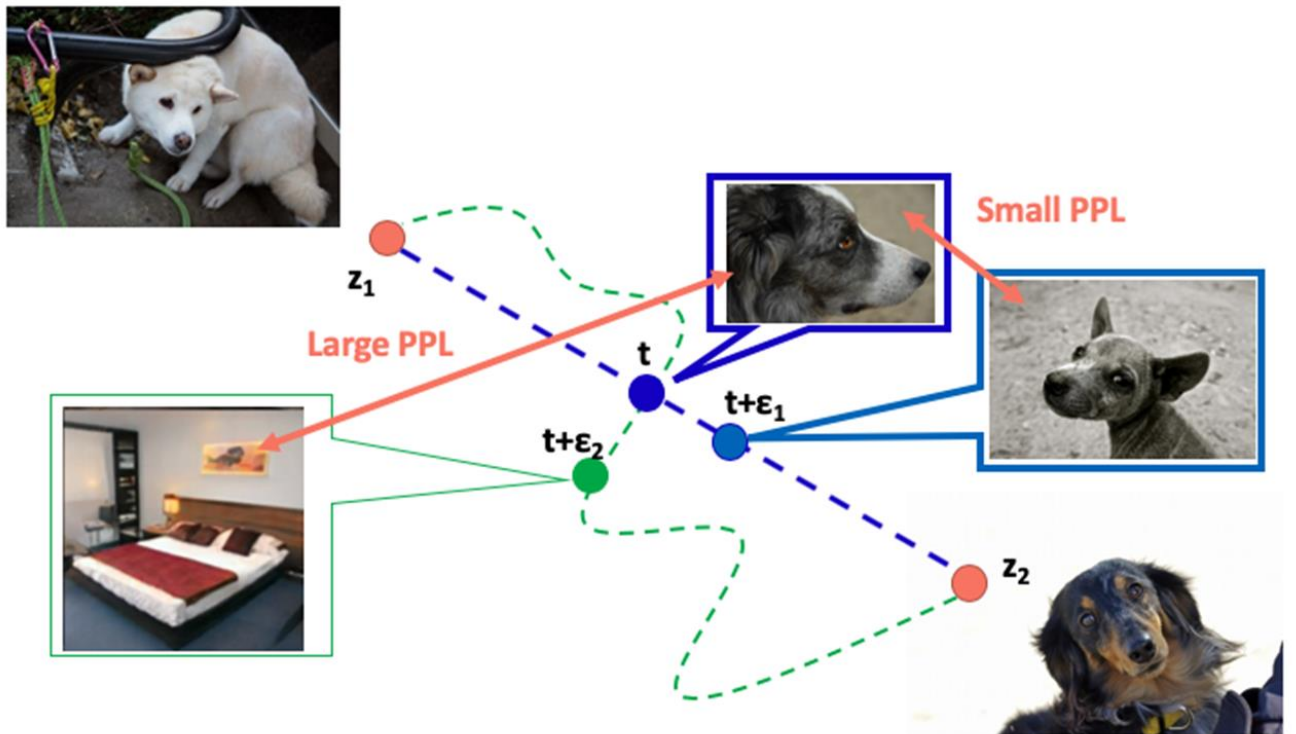 z₁
Small PPL
Large PPL
t
t+ε₁
t+ε₂
z₂